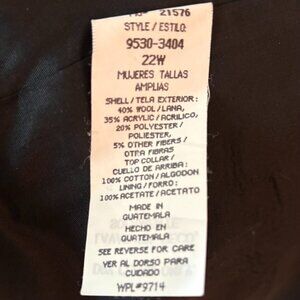 21576
STYLE/ESTILO:
9530-3404
22W
MUJERES TALLAS
AMPLIAS
SHELL/TELA EXTERIOR:
40% WOOL/LANA,
35% ACRYLIC/ACRILICO,
20% POLYESTER/
POLIESTER,
5% OTHER FIBERS/
OTRA FIBRAS
TOP COLLAR/
CUELLO DE ARRIBA:
100% COTTON/ALGODON
LINING/FORRO:
100% ACETATE/ACETATO
MADE IN
GUATEMALA
HECHO EN
GUATEMALA
SEE REVERSE FOR CARE
VER AL DORSO PARA
CUIDADO
WPL#9714